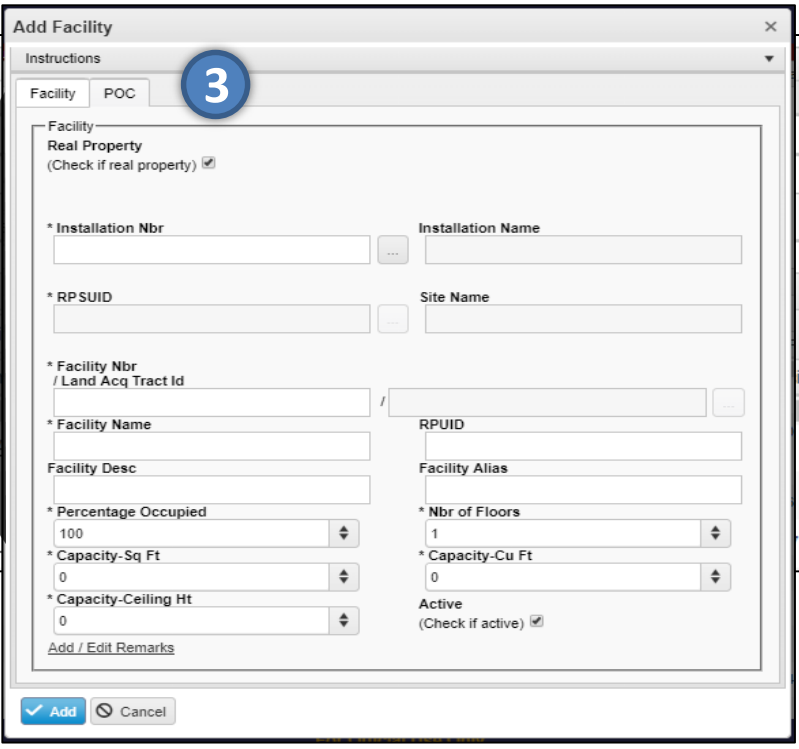 Add Facility ×
Instructions
Facility POC 3
Facility
Real Property
(Check if real property)
* Installation Nbr Installation Name
...
* RPSUID Site Name
...
* Facility Nbr
/ Land Acq Tract Id
/ ...
* Facility Name RPUID
Facility Desc Facility Alias
* Percentage Occupied * Nbr of Floors
100 1
* Capacity-Sq Ft * Capacity-Cu Ft
0 0
* Capacity-Ceiling Ht Active
0 (Check if active)
Add / Edit Remarks
Add Cancel